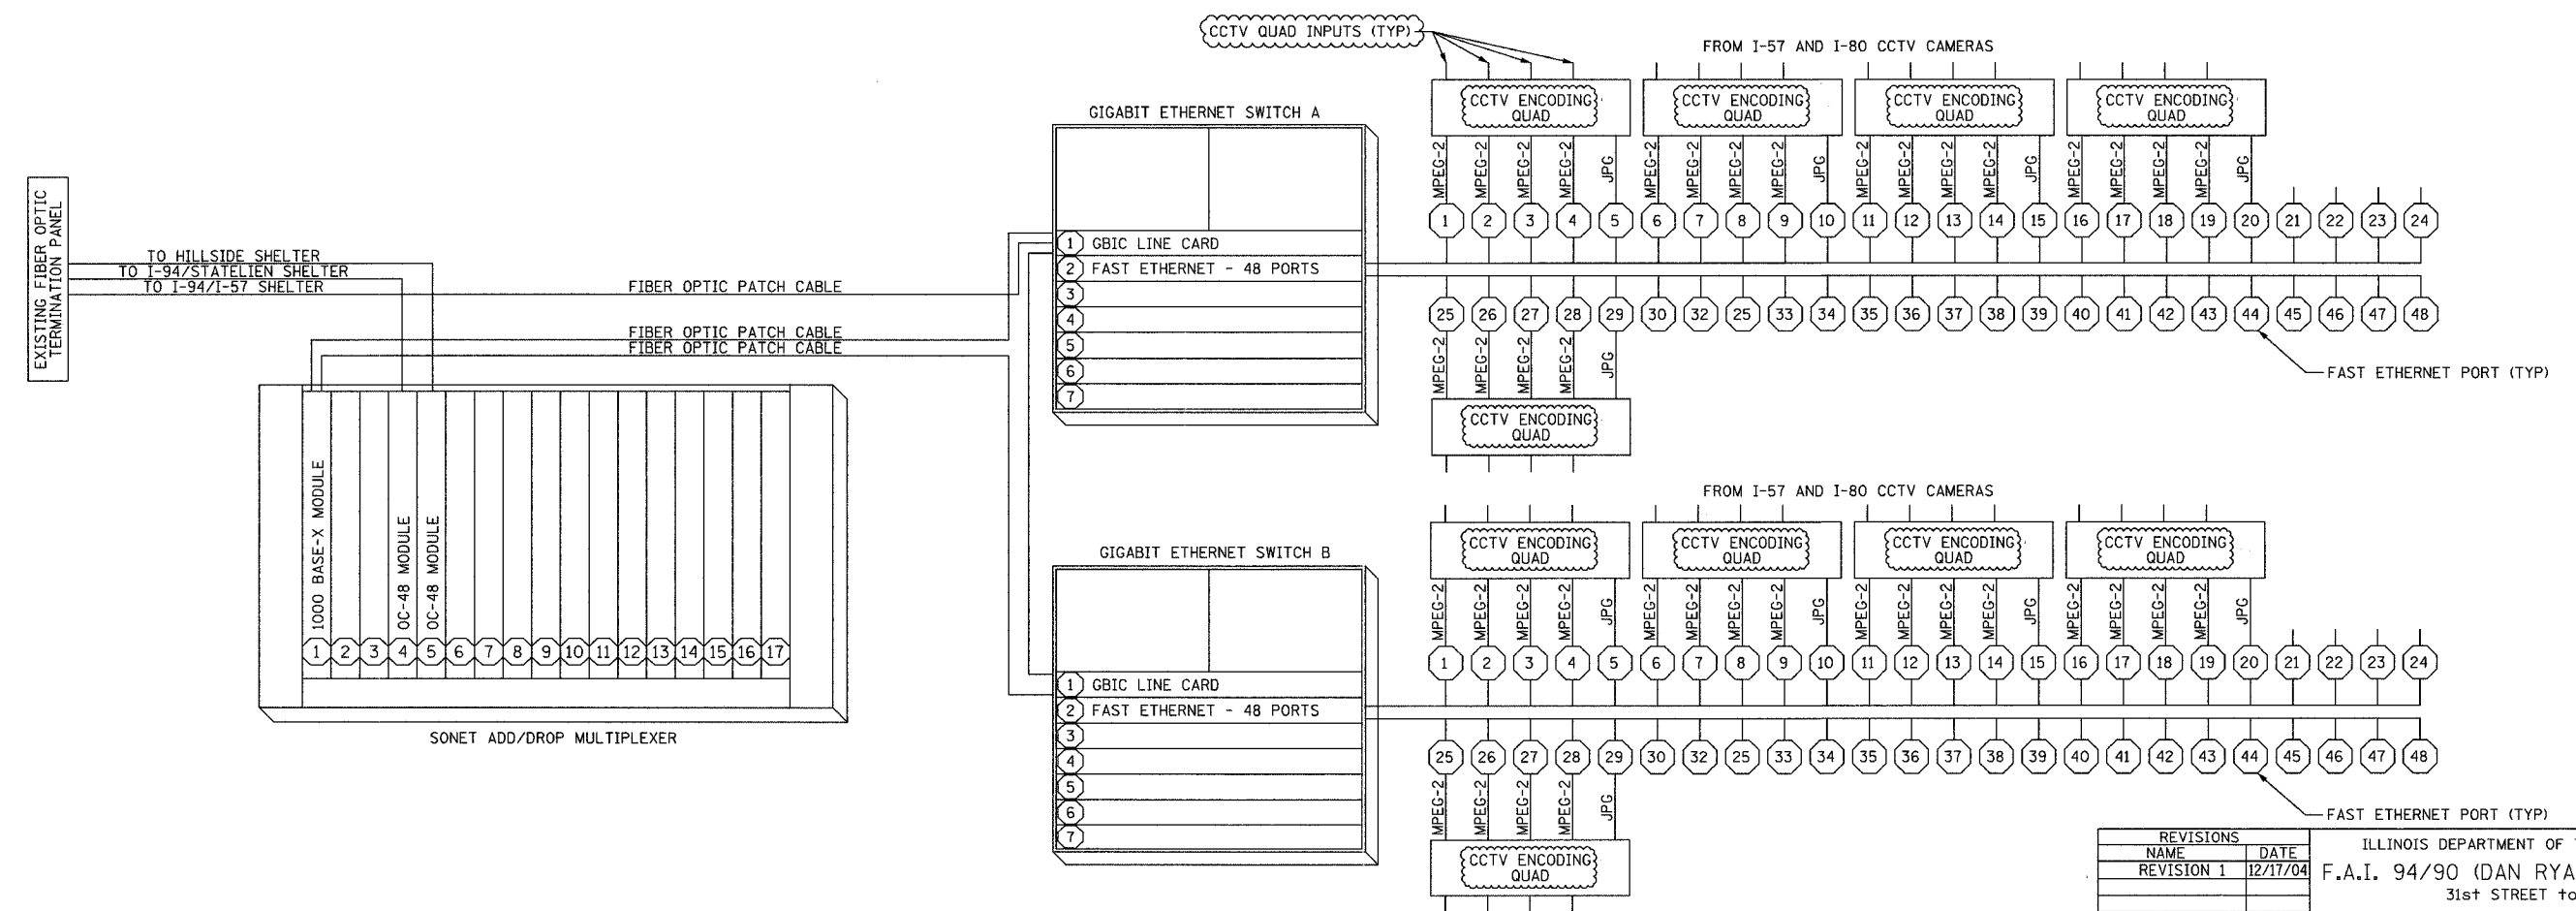 CCTV QUAD INPUTS (TYP)
FROM I-57 AND I-80 CCTV CAMERAS
CCTV ENCODING QUAD
CCTV ENCODING QUAD
CCTV ENCODING QUAD
CCTV ENCODING QUAD
MPEG-2 MPEG-2 MPEG-2 MPEG-2 JPG MPEG-2 MPEG-2 MPEG-2 MPEG-2 JPG MPEG-2 MPEG-2 MPEG-2 MPEG-2 JPG MPEG-2 MPEG-2 MPEG-2 MPEG-2 JPG
1 2 3 4 5 6 7 8 9 10 11 12 13 14 15 16 17 18 19 20 21 22 23 24
25 26 27 28 29 30 32 25 33 34 35 36 37 38 39 40 41 42 43 44 45 46 47 48
MPEG-2 MPEG-2 MPEG-2 MPEG-2 JPG
FAST ETHERNET PORT (TYP)
CCTV ENCODING QUAD
GIGABIT ETHERNET SWITCH A
1 GBIC LINE CARD
2 FAST ETHERNET - 48 PORTS
3
4
5
6
7
EXISTING FIBER OPTIC
TERMINATION PANEL
TO HILLSIDE SHELTER
TO I-94/STATELIEN SHELTER
TO I-94/I-57 SHELTER
FIBER OPTIC PATCH CABLE
FIBER OPTIC PATCH CABLE
FIBER OPTIC PATCH CABLE
1000 BASE-X MODULE
OC-48 MODULE
OC-48 MODULE
1 2 3 4 5 6 7 8 9 10 11 12 13 14 15 16 17
SONET ADD/DROP MULTIPLEXER
FROM I-57 AND I-80 CCTV CAMERAS
CCTV ENCODING QUAD
CCTV ENCODING QUAD
CCTV ENCODING QUAD
CCTV ENCODING QUAD
MPEG-2 MPEG-2 MPEG-2 MPEG-2 JPG MPEG-2 MPEG-2 MPEG-2 MPEG-2 JPG MPEG-2 MPEG-2 MPEG-2 MPEG-2 JPG MPEG-2 MPEG-2 MPEG-2 MPEG-2 JPG
1 2 3 4 5 6 7 8 9 10 11 12 13 14 15 16 17 18 19 20 21 22 23 24
25 26 27 28 29 30 32 25 33 34 35 36 37 38 39 40 41 42 43 44 45 46 47 48
MPEG-2 MPEG-2 MPEG-2 MPEG-2 JPG
FAST ETHERNET PORT (TYP)
CCTV ENCODING QUAD
GIGABIT ETHERNET SWITCH B
1 GBIC LINE CARD
2 FAST ETHERNET - 48 PORTS
3
4
5
6
7
REVISIONS
NAME DATE
REVISION 1 12/17/04
ILLINOIS DEPARTMENT OF
F.A.I. 94/90 (DAN RYA
31st STREET to